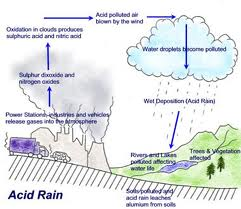 Acid polluted air
blown by the wind
Oxidation in clouds produces
sulphuric acid and nitric acid
Water droplets become polluted
Sulphur dioxide and
nitrogen oxides
Wet Deposition (Acid Rain)
Power Stations, industries and vehicles
release gases into the atmosphere
Rivers and Lakes
polluted affecting
water life
Trees & Vegetation
affected
Soils polluted and
acid rain leaches
alumium from soils
Acid Rain